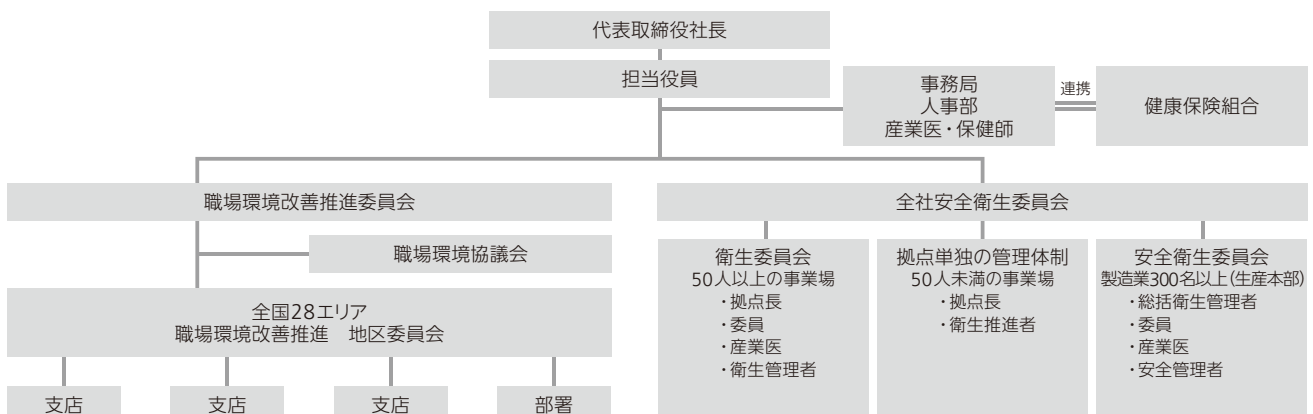 代表取締役社長
担当役員
事務局
人事部
産業医・保健師
連携
健康保険組合
職場環境改善推進委員会
職場環境協議会
全国28エリア
職場環境改善推進　地区委員会
支店
支店
支店
部署
全社安全衛生委員会
衛生委員会
50人以上の事業場
・拠点長
・委員
・産業医
・衛生管理者
拠点単独の管理体制
50人未満の事業場
・拠点長
・衛生推進者
安全衛生委員会
製造業300名以上(生産本部)
・総括衛生管理者
・委員
・産業医
・安全管理者